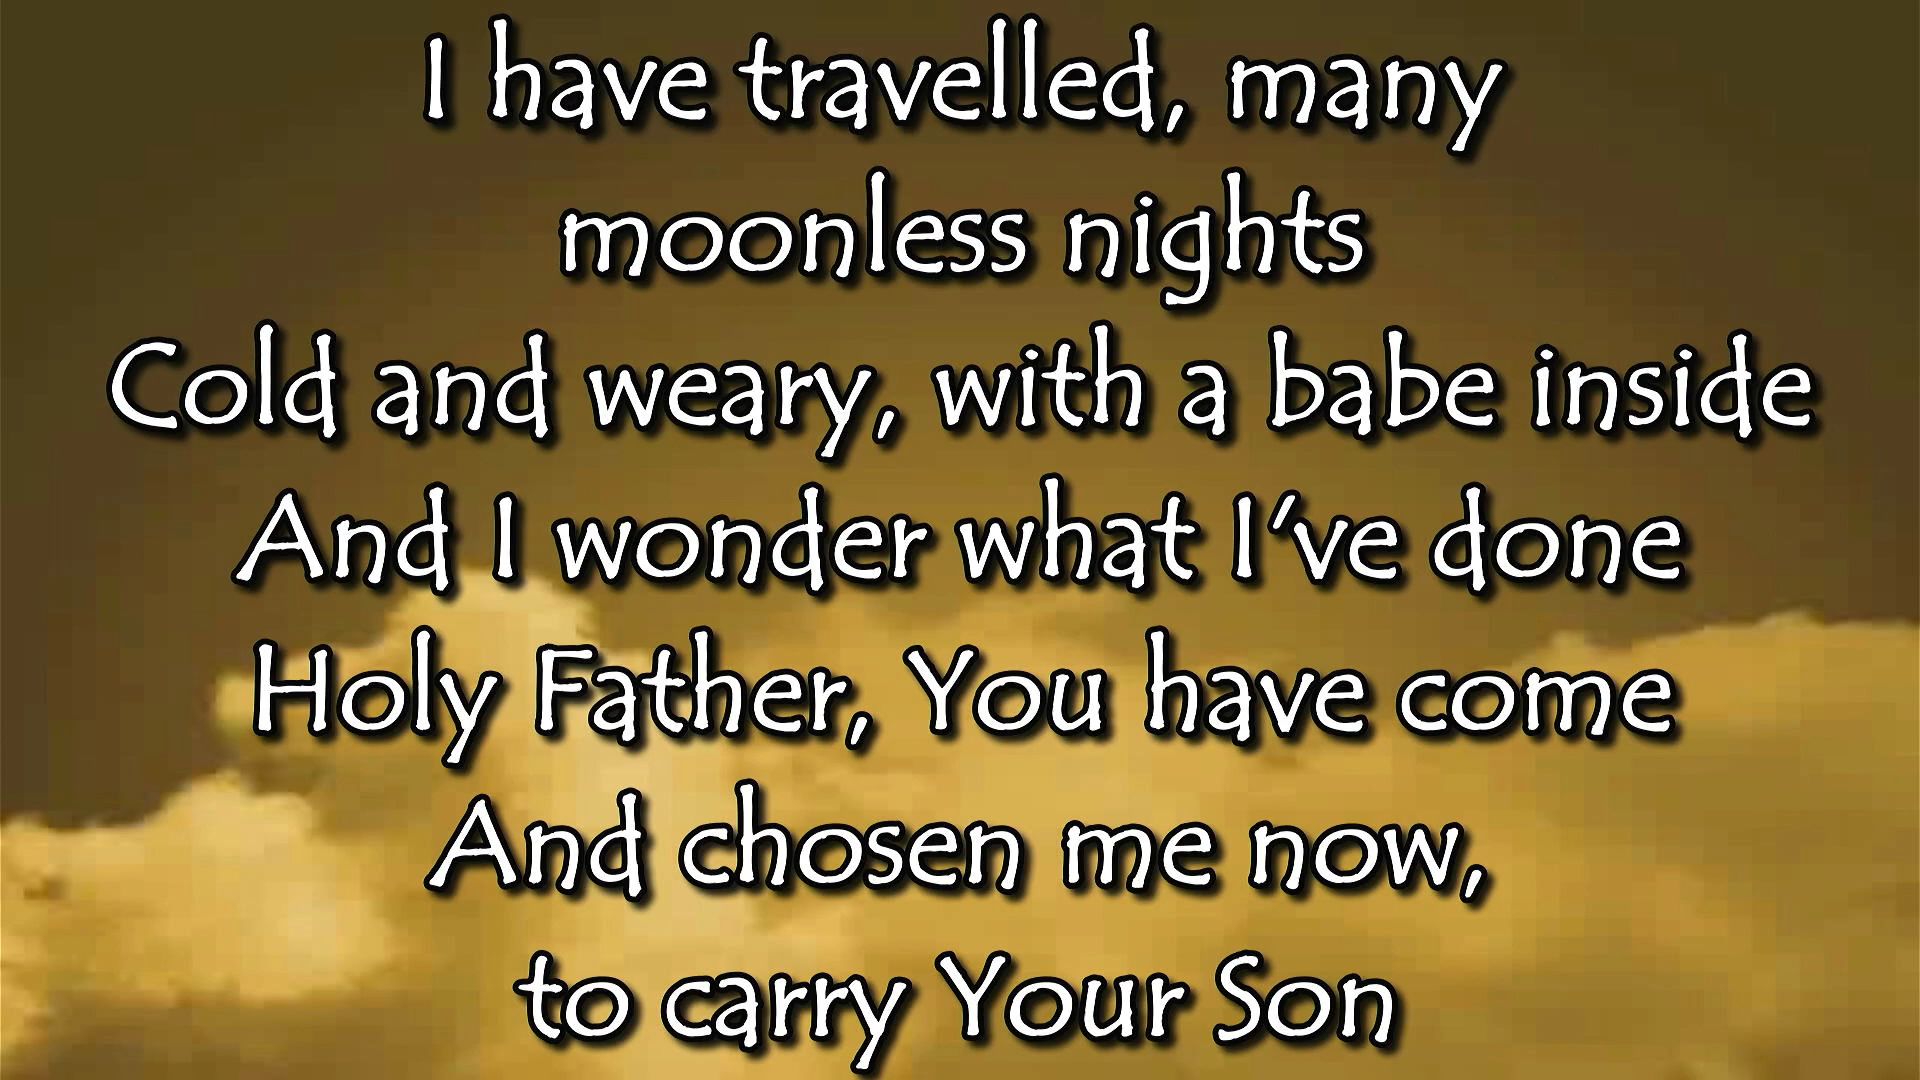 I have travelled, many
moonless nights
Cold and weary, with a babe inside
And I wonder what I've done
Holy Father, You have come
And chosen me now,
to carry Your Son